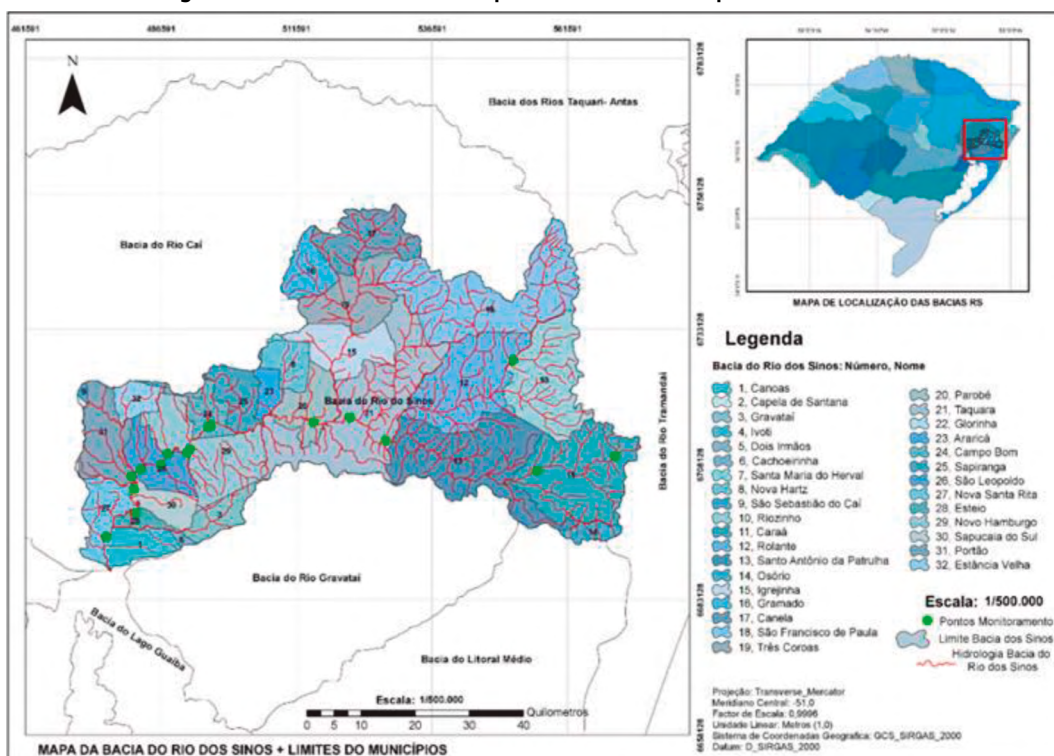 461591 486591 511591 536591 561591
N
Bacia dos Rios Taquari- Antas
Bacia do Rio Caí
Bacia do Rio do Sinos
Bacia do Rio Tramandaí
Bacia do Rio Gravataí
Bacia do Lago Guaíba
Bacia do Litoral Médio
6783128
6758128
6733128
6708128
6683128
6658128
Escala: 1/500.000
Quilometros
0 5 10 20 30 40
MAPA DA BACIA DO RIO DOS SINOS + LIMITES DO MUNICÍPIOS
MAPA DE LOCALIZAÇÃO DAS BACIAS RS
Legenda
Bacia do Rio dos Sinos: Número, Nome
1, Canoas
2, Capela de Santana
3, Gravataí
4, Ivoti
5, Dois Irmãos
6, Cachoeirinha
7, Santa Maria do Herval
8, Nova Hartz
9, São Sebastião do Caí
10, Riozinho
11, Caraá
12, Rolante
13, Santo Antônio da Patrulha
14, Osório
15, Igrejinha
16, Gramado
17, Canela
18, São Francisco de Paula
19, Três Coroas
20, Parobé
21, Taquara
22, Glorinha
23, Araricá
24, Campo Bom
25, Sapiranga
26, São Leopoldo
27, Nova Santa Rita
28, Esteio
29, Novo Hamburgo
30, Sapucaia do Sul
31, Portão
32, Estância Velha
Escala: 1/500.000
Pontos Monitoramento
Limite Bacia dos Sinos
Hidrologia Bacia do
Rio dos Sinos
Projeção: Transverse_Mercator
Meridiano Central: -51,0
Factor de Escala: 0,9996
Unidade Linear: Metros (1,0)
Sistema de Coordenadas Geografica: GCS_SIRGAS_2000
Datum: D_SIRGAS_2000